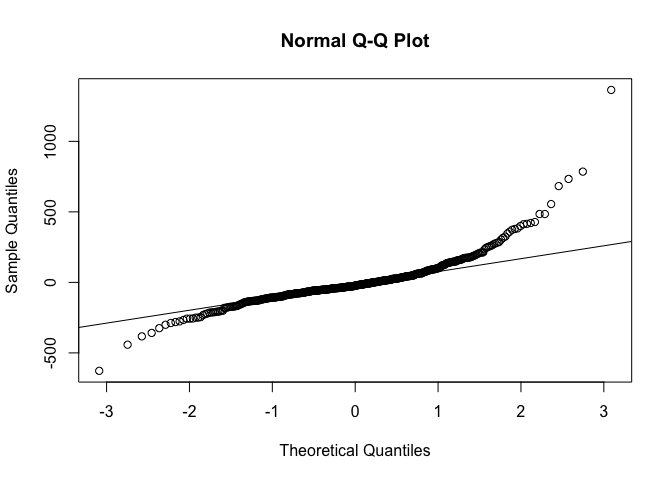 Normal Q-Q Plot
Sample Quantiles
1000
500
0
-500
-3 -2 -1 0 1 2 3
Theoretical Quantiles